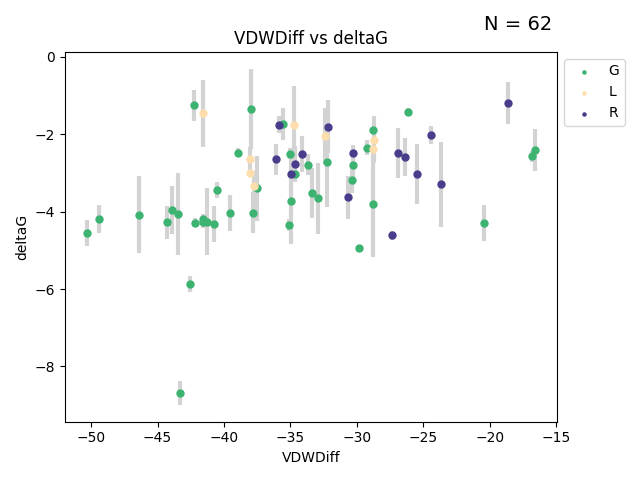 N = 62
VDWDiff vs deltaG
G
L
R
deltaG
0
−2
−4
−6
−8
−50
−45
−40
−35
−30
−25
−20
−15
VDWDiff